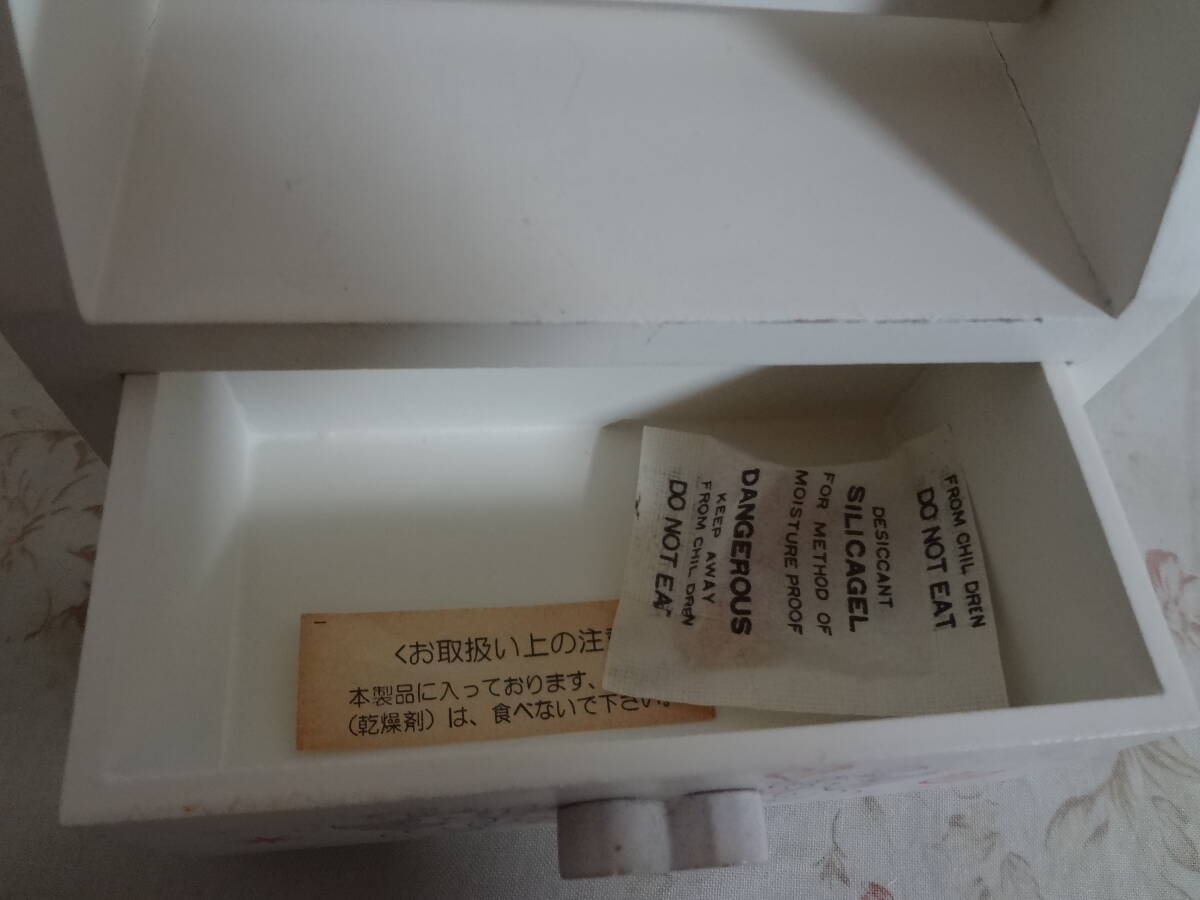 <お取扱い上の注
本製品に入っております、
(乾燥剤)は、食べないで下さい。
FROM CHIL DREN
DO NOT EAT
DESICCANT
SILICAGEL
FOR METHOD OF
MOISTURE PROOF
DANGEROUS
KEEP AWAY
FROM CHIL DREN
DO NOT EAT